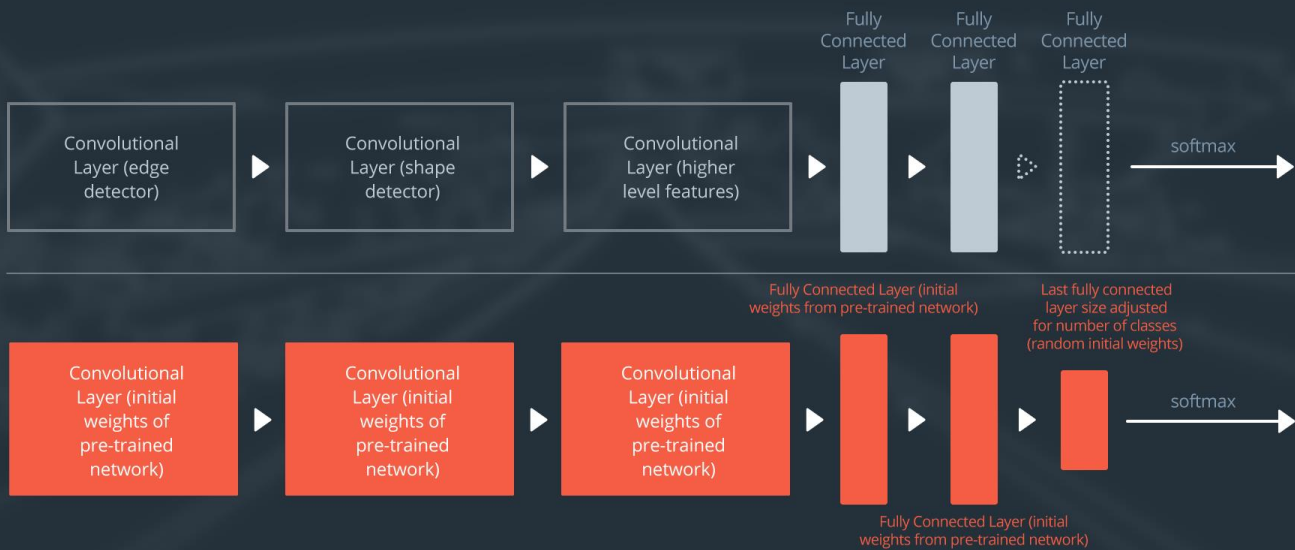 Fully
Connected
Layer
Fully
Connected
Layer
Fully
Connected
Layer
Convolutional
Layer (edge
detector)
Convolutional
Layer (shape
detector)
Convolutional
Layer (higher
level features)
softmax
Fully Connected Layer (initial
weights from pre-trained network)
Last fully connected
layer size adjusted
for number of classes
(random initial weights)
Convolutional
Layer (initial
weights of
pre-trained
network)
Convolutional
Layer (initial
weights of
pre-trained
network)
Convolutional
Layer (initial
weights of
pre-trained
network)
softmax
Fully Connected Layer (initial
weights from pre-trained network)